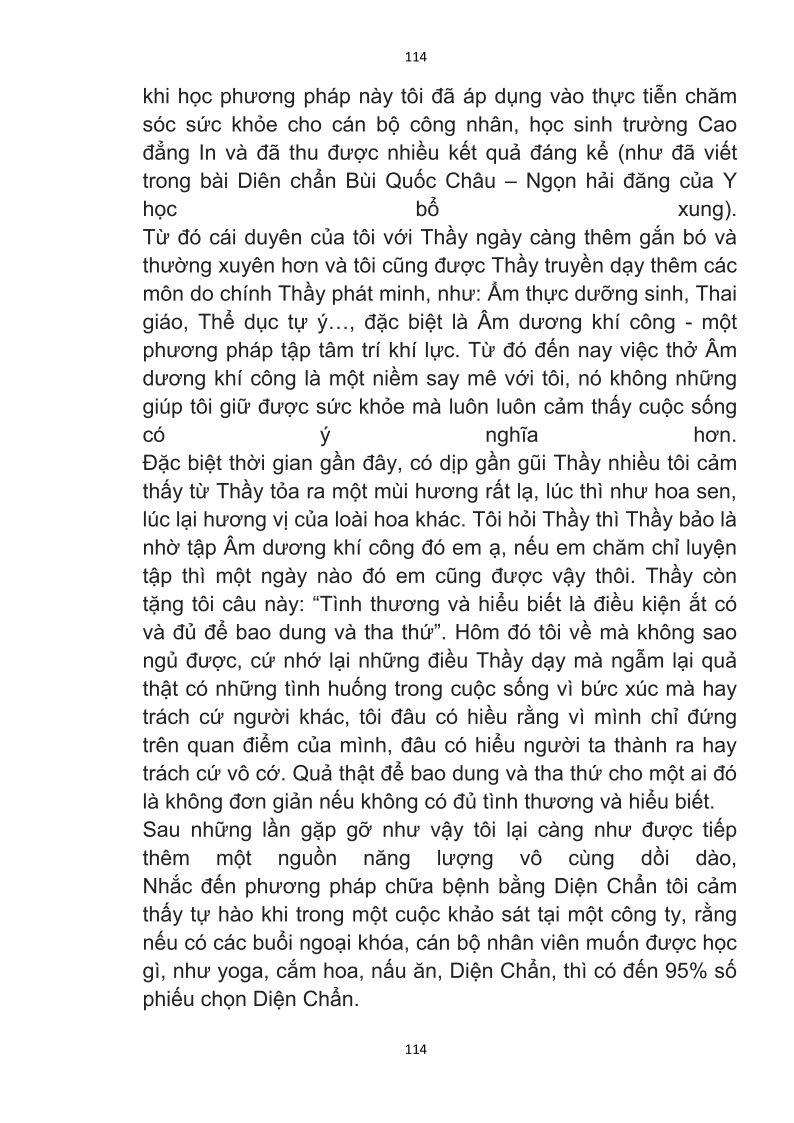 114
khi học phương pháp này tôi đã áp dụng vào thực tiễn chăm
sóc sức khỏe cho cán bộ công nhân, học sinh trường Cao
đẳng In và đã thu được nhiều kết quả đáng kể (như đã viết
trong bài Diên chẩn Bùi Quốc Châu – Ngọn hải đăng của Y
học bổ xung).
Từ đó cái duyên của tôi với Thầy ngày càng thêm gắn bó và
thường xuyên hơn và tôi cũng được Thầy truyền dạy thêm các
môn do chính Thầy phát minh, như: Ẩm thực dưỡng sinh, Thai
giáo, Thể dục tự ý…, đặc biệt là Âm dương khí công - một
phương pháp tập tâm trí khí lực. Từ đó đến nay việc thở Âm
dương khí công là một niềm say mê với tôi, nó không những
giúp tôi giữ được sức khỏe mà luôn luôn cảm thấy cuộc sống
có ý nghĩa hơn.
Đặc biệt thời gian gần đây, có dịp gần gũi Thầy nhiều tôi cảm
thấy từ Thầy tỏa ra một mùi hương rất lạ, lúc thì như hoa sen,
lúc lại hương vị của loài hoa khác. Tôi hỏi Thầy thì Thầy bảo là
nhờ tập Âm dương khí công đó em ạ, nếu em chăm chỉ luyện
tập thì một ngày nào đó em cũng được vậy thôi. Thầy còn
tặng tôi câu này: “Tình thương và hiểu biết là điều kiện ắt có
và đủ để bao dung và tha thứ”. Hôm đó tôi về mà không sao
ngủ được, cứ nhớ lại những điều Thầy dạy mà ngẫm lại quả
thật có những tình huống trong cuộc sống vì bức xúc mà hay
trách cứ người khác, tôi đâu có hiều rằng vì mình chỉ đứng
trên quan điểm của mình, đâu có hiểu người ta thành ra hay
trách cứ vô cớ. Quả thật để bao dung và tha thứ cho một ai đó
là không đơn giản nếu không có đủ tình thương và hiểu biết.
Sau những lần gặp gỡ như vậy tôi lại càng như được tiếp
thêm một nguồn năng lượng vô cùng dồi dào,
Nhắc đến phương pháp chữa bệnh bằng Diện Chẩn tôi cảm
thấy tự hào khi trong một cuộc khảo sát tại một công ty, rằng
nếu có các buổi ngoại khóa, cán bộ nhân viên muốn được học
gì, như yoga, cắm hoa, nấu ăn, Diện Chẩn, thì có đến 95% số
phiếu chọn Diện Chẩn.
114